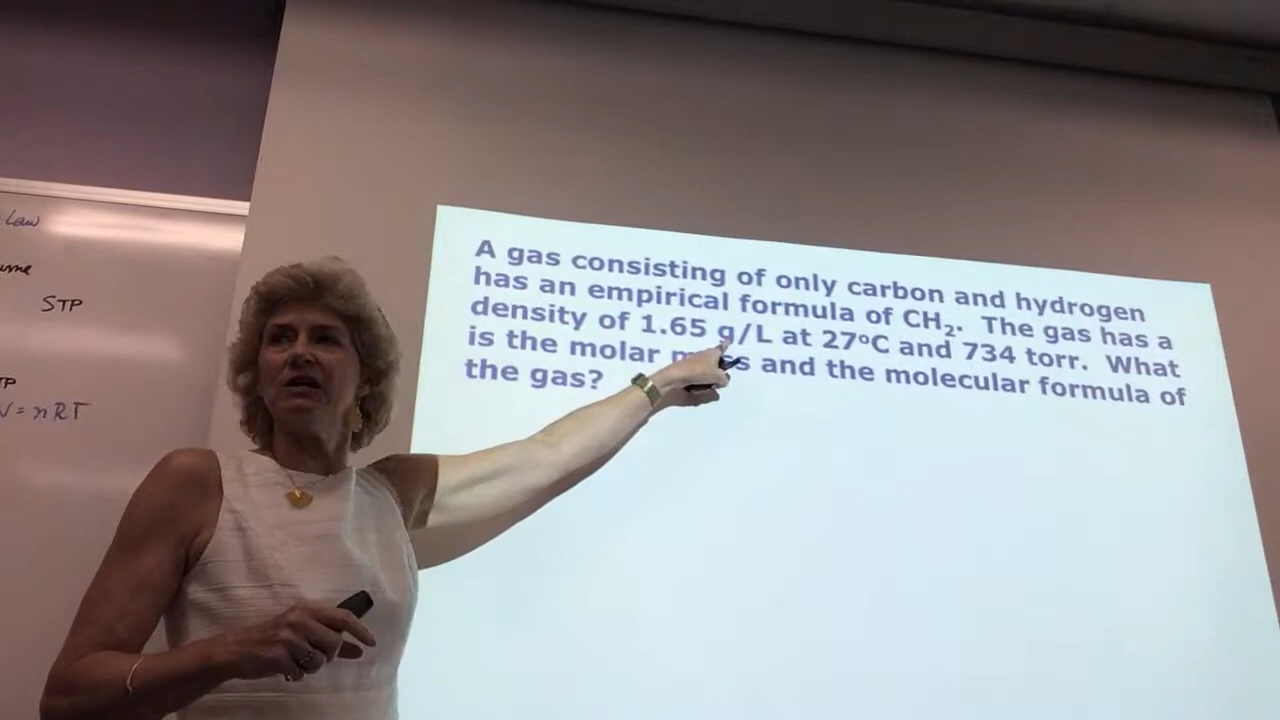 Law
STP
= nRT
A gas consisting of only carbon and hydrogen
has an empirical formula of CH₂. The gas has a
density of 1.65 g/L at 27°C and 734 torr. What
is the molar and the molecular formula of
the gas?